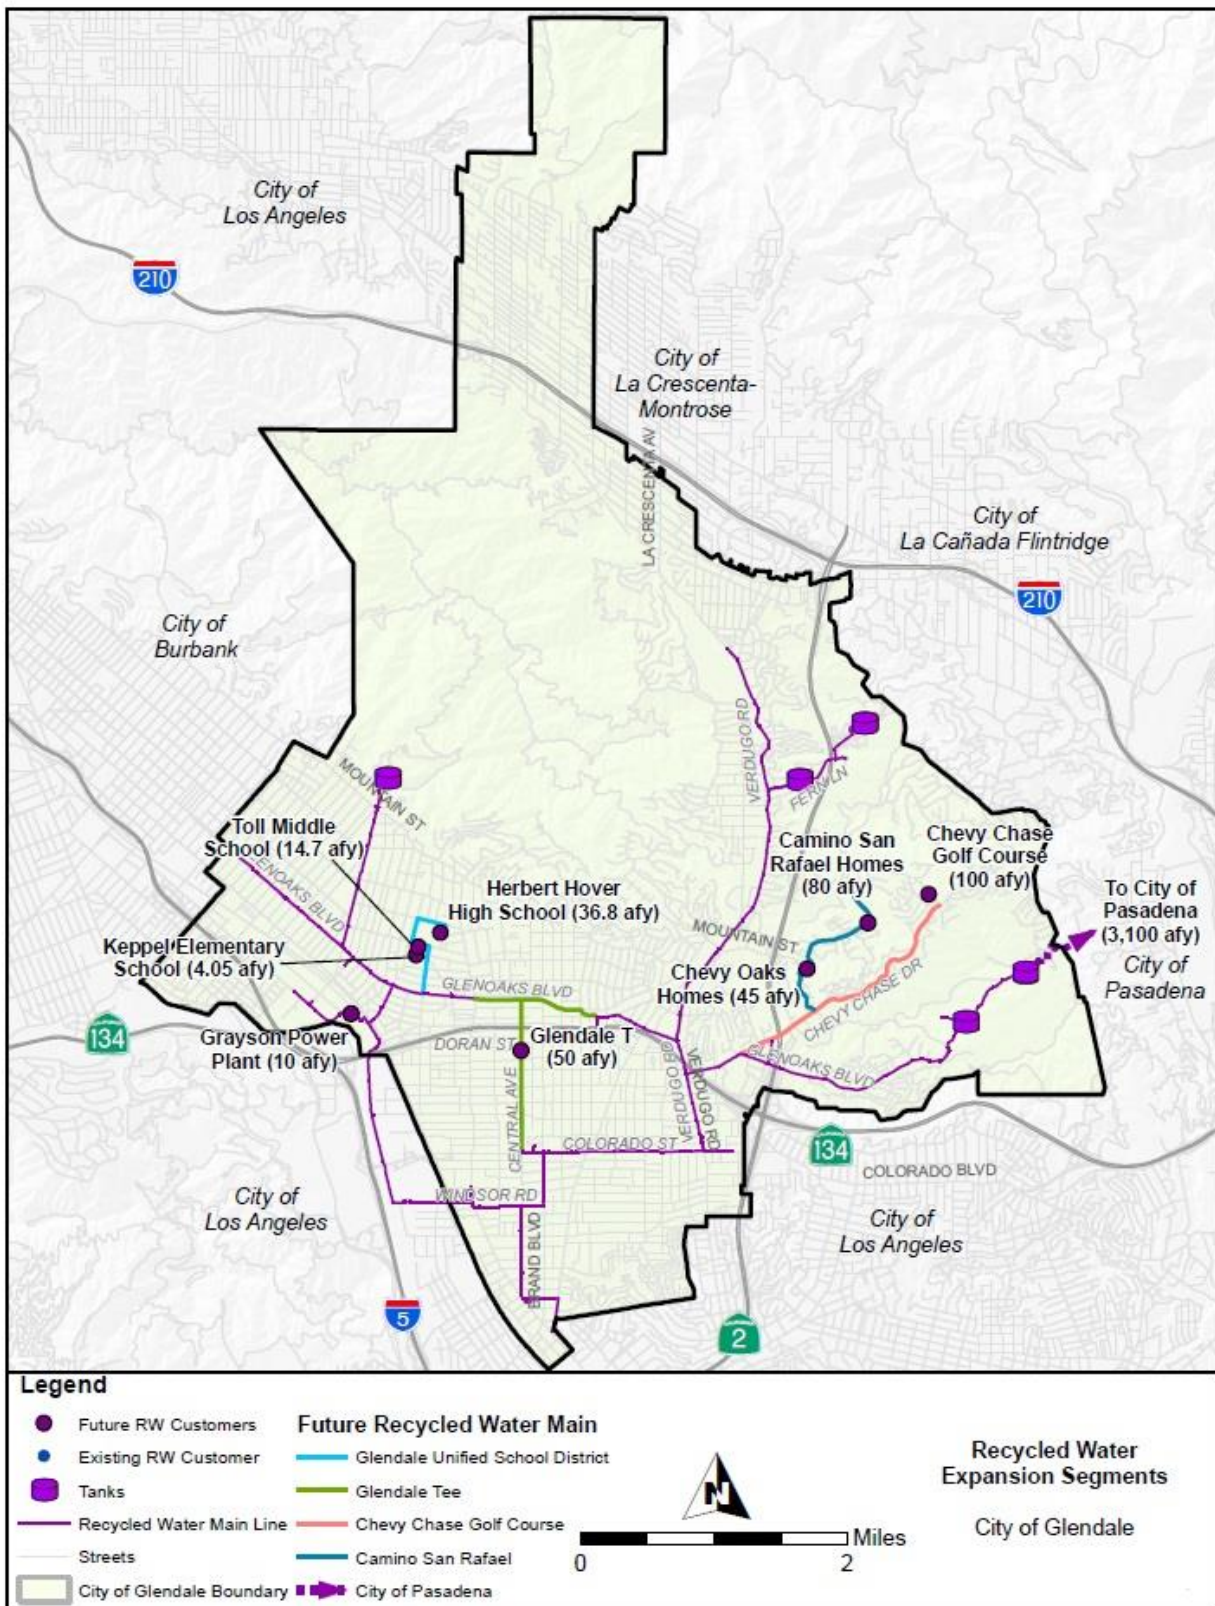 City of
Los Angeles
210
City of
La Crescenta-
Montrose
LA CRESCENTA AV
City of
La Cañada Flintridge
210
City of
Burbank
VERDUGO RD
MOUNTAIN ST
FERN LN
Toll Middle
School (14.7 afy)
GLENOAKS BLVD
Camino San
Rafael Homes
(80 afy)
Chevy Chase
Golf Course
(100 afy)
Herbert Hover
High School (36.8 afy)
To City of
Pasadena
(3,100 afy)
City of
Pasadena
MOUNTAIN ST
Keppel Elementary
School (4.05 afy)
Chevy Oaks
Homes (45 afy)
CHEVY CHASE DR
GLENOAKS BLVD
134
Grayson Power
Plant (10 afy)
DORAN ST
Glendale T
(50 afy)
VERDUGO RD
VERDUGO RD
GLENOAKS BLVD
CENTRAL AVE
COLORADO ST
134
COLORADO BLVD
WINDSOR RD
City of
Los Angeles
City of
Los Angeles
BRAND BLVD
5
2
Legend
Future RW Customers
Existing RW Customer
Tanks
Recycled Water Main Line
Streets
City of Glendale Boundary
Future Recycled Water Main
Glendale Unified School District
Glendale Tee
Chevy Chase Golf Course
Camino San Rafael
City of Pasadena
N
Miles
0
2
Recycled Water
Expansion Segments
City of Glendale